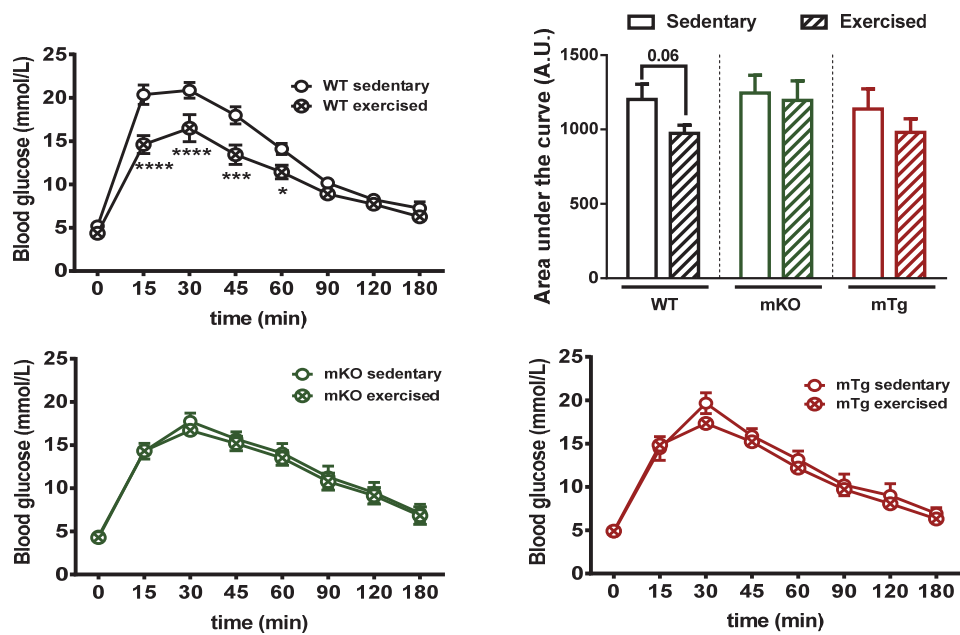 Blood glucose (mmol/L)
25
20
15
10
5
0
WT sedentary
WT exercised
****
****
***
*
0 15 30 45 60 90 120 180
time (min)
Sedentary Exercised
Area under the curve (A.U.)
1500
1000
500
0
0.06
WT mKO mTg
Blood glucose (mmol/L)
25
20
15
10
5
0
mKO sedentary
mKO exercised
0 15 30 45 60 90 120 180
time (min)
Blood glucose (mmol/L)
25
20
15
10
5
0
mTg sedentary
mTg exercised
0 15 30 45 60 90 120 180
time (min)